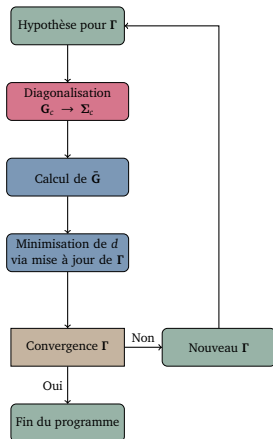 Hypothèse pour Γ
Diagonalisation
G_c → Σ_c
Calcul de Ḡ
Minimisation de d
via mise à jour de Γ
Convergence Γ
Non
Nouveau Γ
Oui
Fin du programme